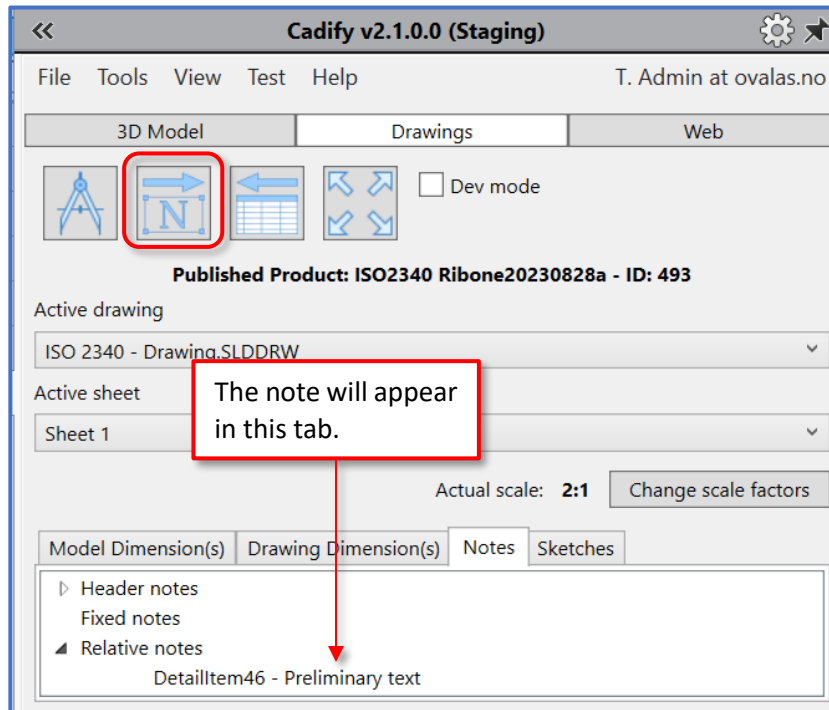 Cadify v2.1.0.0 (Staging)
File Tools View Test Help T. Admin at ovalas.no
3D Model Drawings Web
N Dev mode
Published Product: ISO2340 Ribone20230828a - ID: 493
Active drawing
ISO 2340 - Drawing.SLDDRW
Active sheet
Sheet 1
The note will appear
in this tab.
Actual scale: 2:1 Change scale factors
Model Dimension(s) Drawing Dimension(s) Notes Sketches
Header notes
Fixed notes
Relative notes
DetailItem46 - Preliminary text